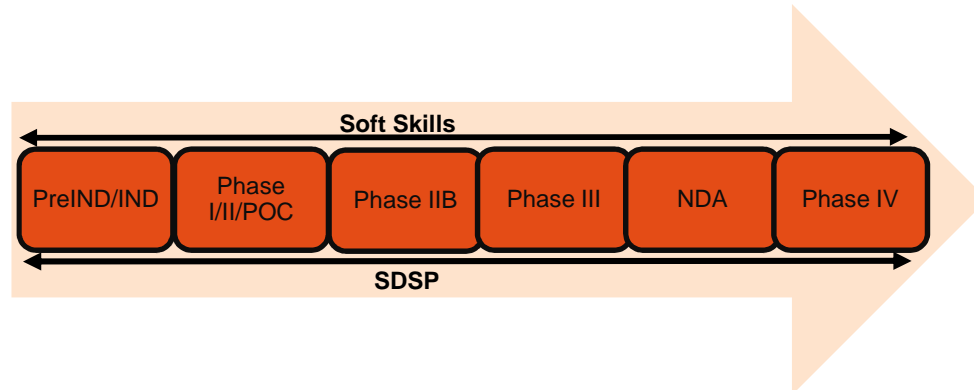 Soft Skills
PreIND/IND
Phase
I/II/POC
Phase IIB
Phase III
NDA
Phase IV
SDSP